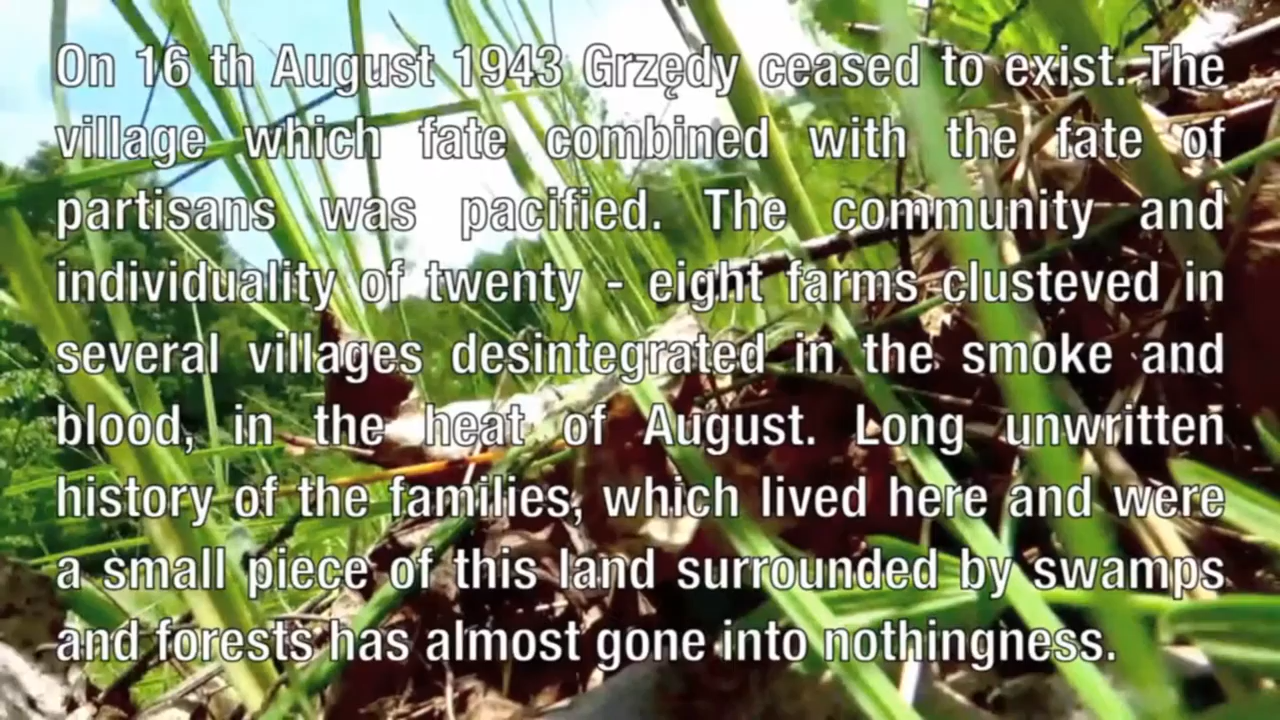 On 16 th August 1943 Grzędy ceased to exist. The
village which fate combined with the fate of
partisans was pacified. The community and
individuality of twenty - eight farms clusteved in
several villages desintegrated in the smoke and
blood, in the heat of August. Long unwritten
history of the families, which lived here and were
a small piece of this land surrounded by swamps
and forests has almost gone into nothingness.